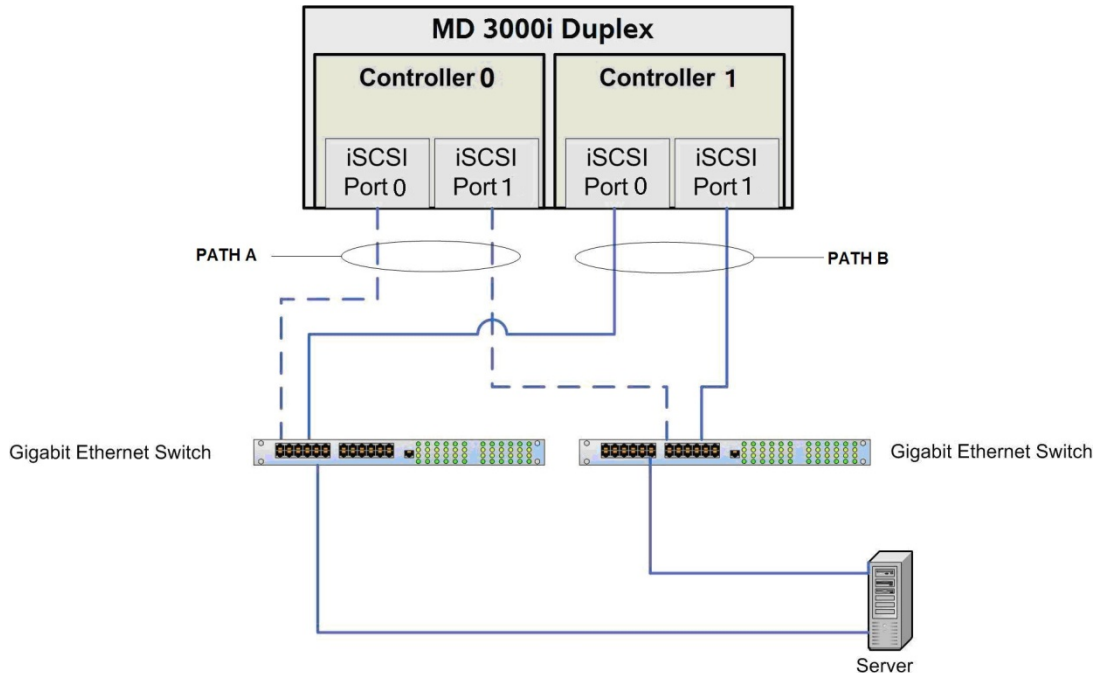 MD 3000i Duplex
Controller 0
Controller 1
iSCSI
Port 0
iSCSI
Port 1
iSCSI
Port 0
iSCSI
Port 1
PATH A
PATH B
Gigabit Ethernet Switch
Gigabit Ethernet Switch
Server